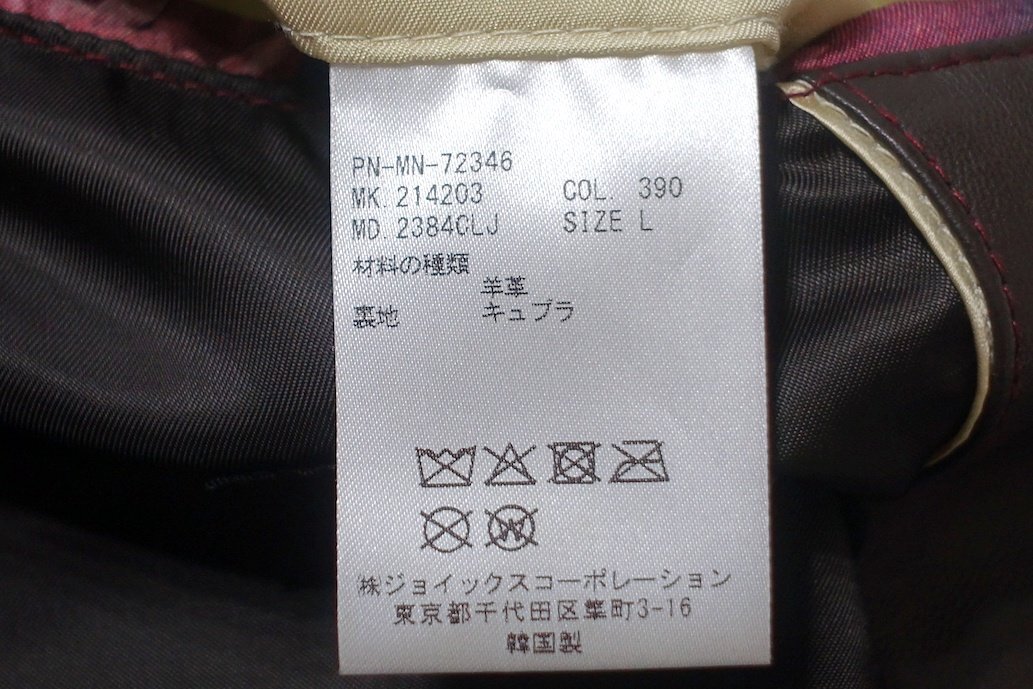 PN-MN-72346
MK. 214203 COL. 390
MD. 2384CLJ SIZE L
材料の種類
羊革
裏地 キュプラ
㈱ジョイックスコーポレーション
東京都千代田区麹町3-16
韓国製